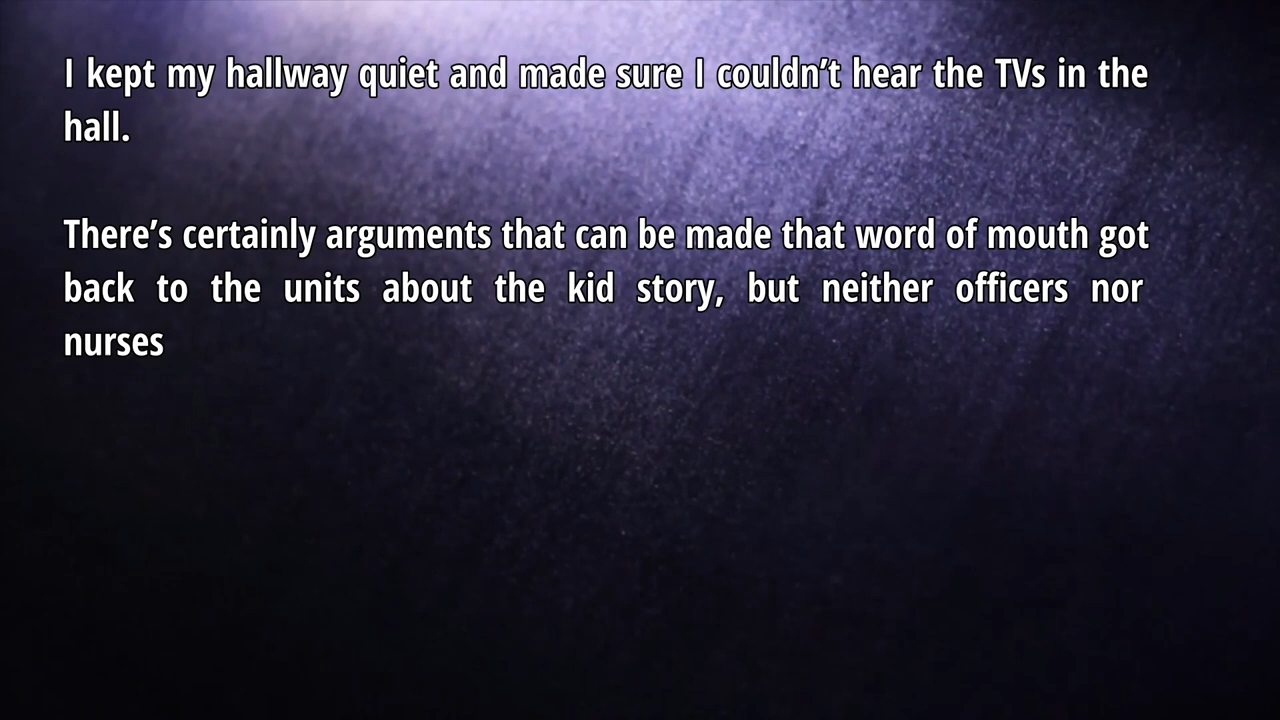 I kept my hallway quiet and made sure I couldn’t hear the TVs in the
hall.
There’s certainly arguments that can be made that word of mouth got
back to the units about the kid story, but neither officers nor
nurses